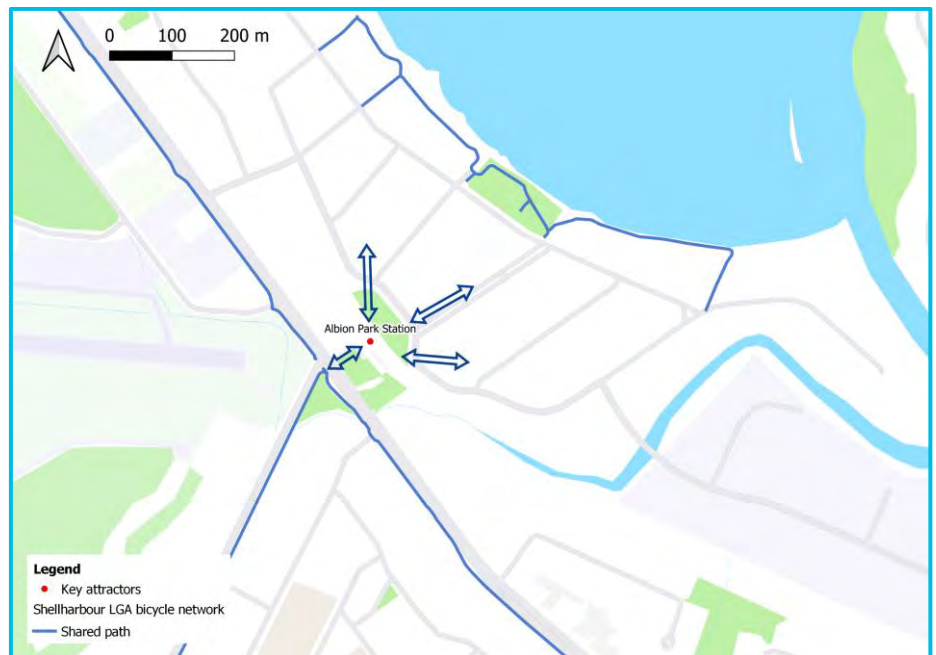 0 100 200 m
Albion Park Station
Legend
Key attractors
Shellharbour LGA bicycle network
Shared path